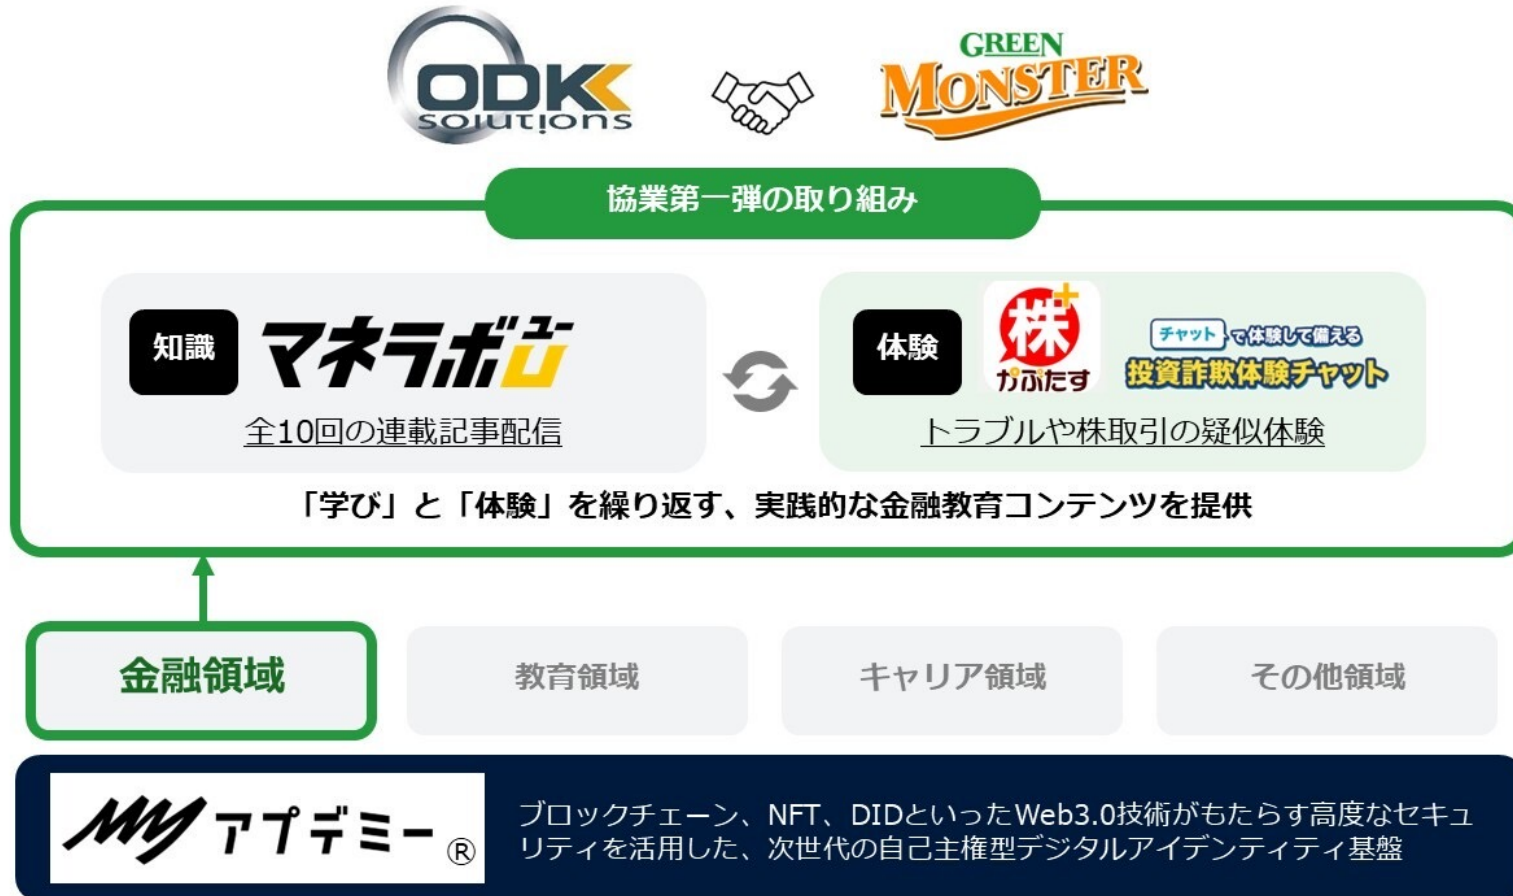 ODK
Solutions
GREEN
MONSTER
協業第一弾の取り組み
知識
マネラボU
ユー
全10回の連載記事配信
体験
株+
かぶたす
チャットで体験して備える
投資詐欺体験チャット
トラブルや株取引の疑似体験
「学び」と「体験」を繰り返す、実践的な金融教育コンテンツを提供
金融領域
教育領域
キャリア領域
その他領域
MYアプデミー®
ブロックチェーン、NFT、DIDといったWeb3.0技術がもたらす高度なセキュ
リティを活用した、次世代の自己主権型デジタルアイデンティティ基盤